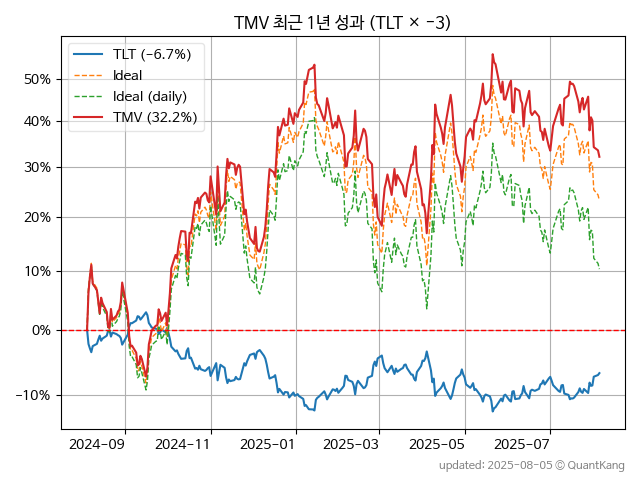 TMV 최근 1년 성과 (TLT × −3)
TLT (−6.7%)
Ideal
Ideal (daily)
TMV (32.2%)
50%
40%
30%
20%
10%
0%
−10%
2024−09
2024−11
2025−01
2025−03
2025−05
2025−07
updated: 2025−08−05 ⓒ QuantKang